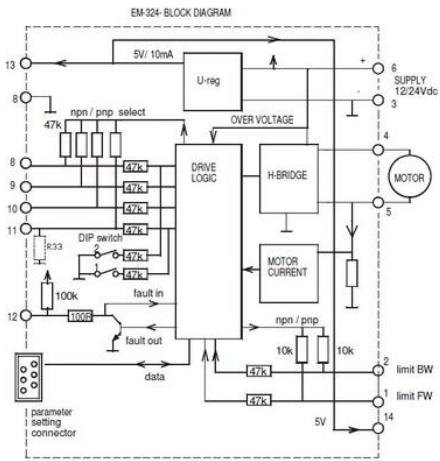 EM-324- BLOCK DIAGRAM
13
5V/ 10mA
U-reg
+
6
SUPPLY
12/24Vdc
-
3
8
npn / pnp select
47k
OVER VOLTAGE
4
8
47k
DRIVE
LOGIC
H-BRIDGE
MOTOR
9
47k
10
47k
5
11
47k
R33
DIP switch
2
47k
1
47k
MOTOR
CURRENT
100k
fault in
12
100R
fault out
npn / pnp
10k
10k
data
47k
2
limit BW
47k
1
limit FW
parameter
setting
connector
5V
14